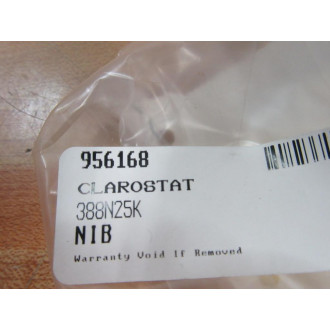 956168
CLAROSTAT
388N25K
NIB
Warranty Void If Removed